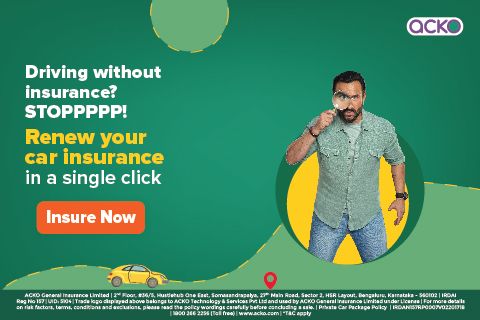 acko
Driving without
insurance?
STOPPPPP!
Renew your
car insurance
in a single click
Insure Now
ACKO General Insurance Limited | 2nd Floor, #36/5, Hustlehub One East, Somasandrapalya, 27th Main Road, Sector 2, HSR Layout, Bengaluru, Karnataka - 560102 | IRDAI
Reg No 157 | UID: 5104 | Trade logo displayed above belongs to ACKO Technology & Services Pvt Ltd and used by ACKO General Insurance Limited under License | For more details
on risk factors, terms, conditions and exclusions, please read the policy wordings carefully before concluding a sale. | Private Car Package Policy | IRDAN157RP0007V02201718
| 1800 266 2256 (Toll free) | www.acko.com | *T&C apply